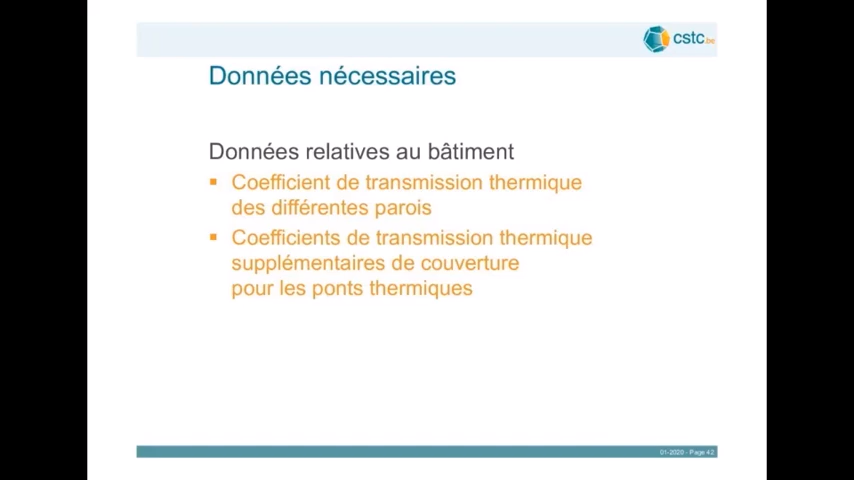 cstc.be
Données nécessaires
Données relatives au bâtiment
Coefficient de transmission thermique
des différentes parois
Coefficients de transmission thermique
supplémentaires de couverture
pour les ponts thermiques
01-2020 - Page 42